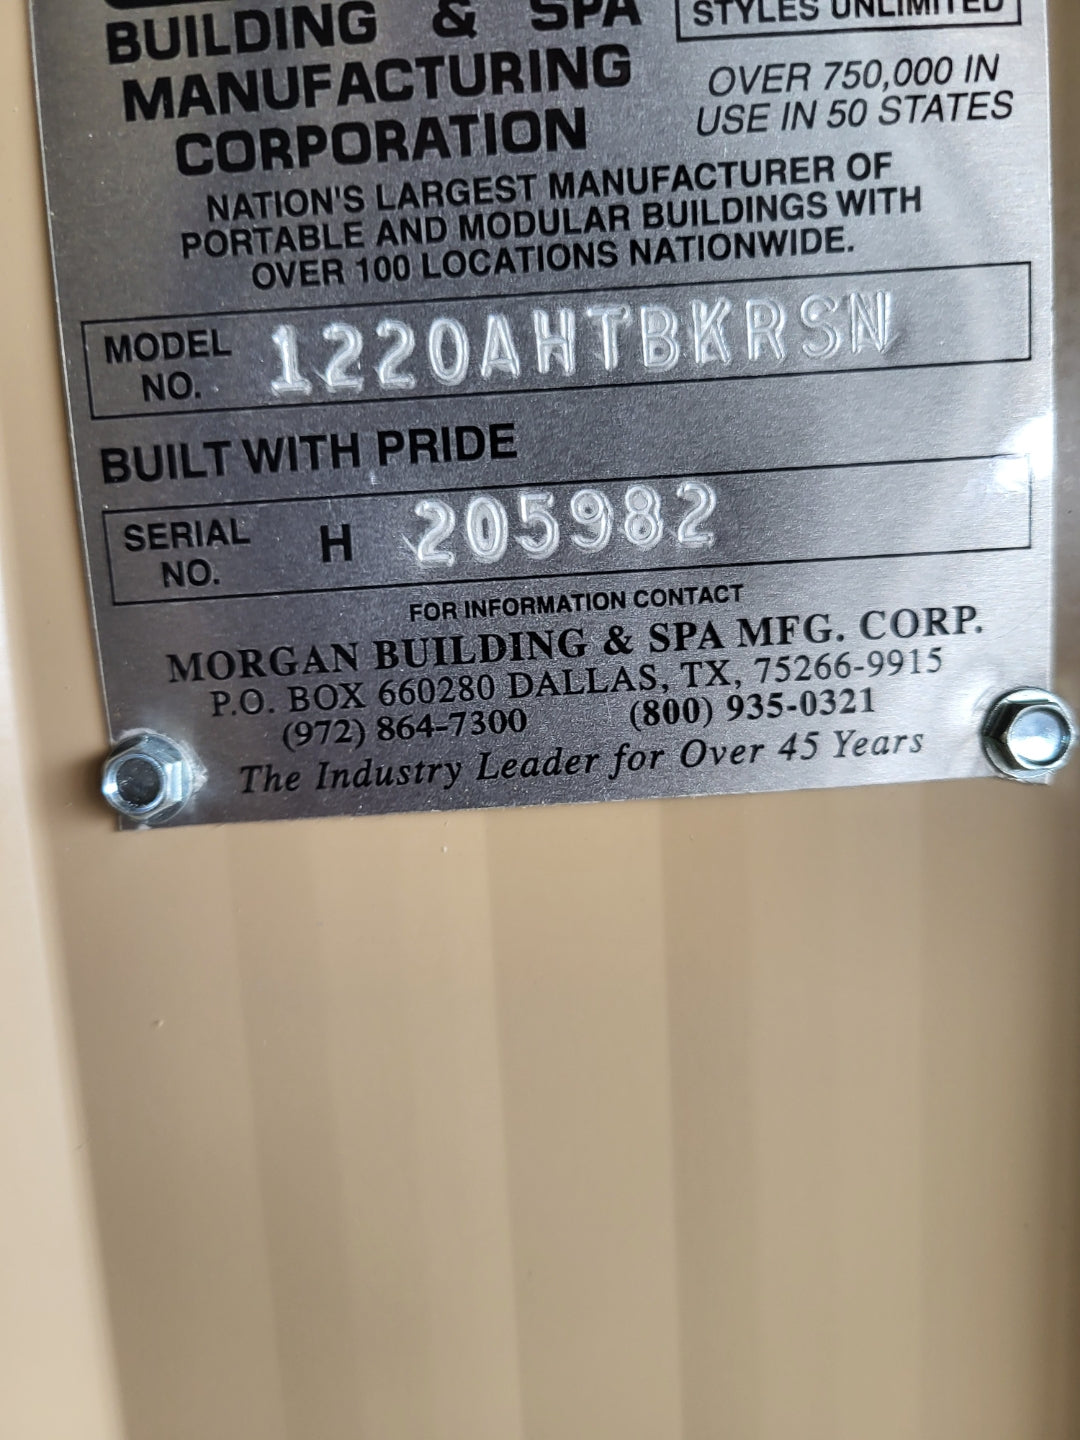 BUILDING & SPA
MANUFACTURING
CORPORATION
STYLES UNLIMITED
OVER 750,000 IN
USE IN 50 STATES
NATION'S LARGEST MANUFACTURER OF
PORTABLE AND MODULAR BUILDINGS WITH
OVER 100 LOCATIONS NATIONWIDE.
MODEL NO. 1220AHTBKRSN
BUILT WITH PRIDE
SERIAL NO. H 205982
FOR INFORMATION CONTACT
MORGAN BUILDING & SPA MFG. CORP.
P.O. BOX 660280 DALLAS, TX, 75266-9915
(972) 864-7300 (800) 935-0321
The Industry Leader for Over 45 Years